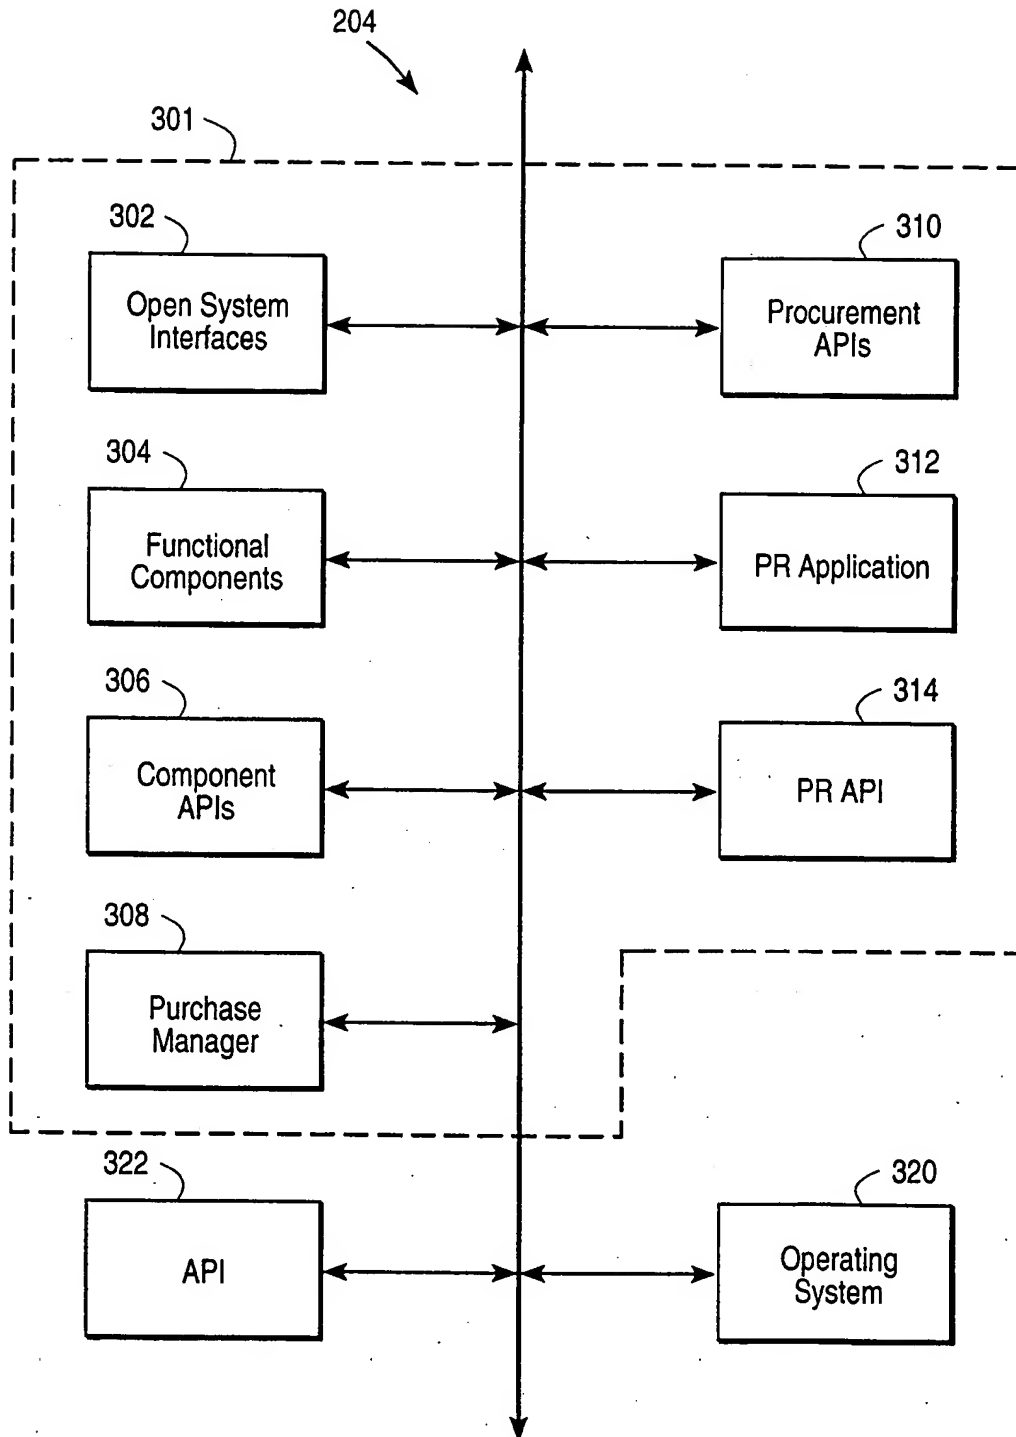 204
301
302
Open System
Interfaces
310
Procurement
APIs
304
Functional
Components
312
PR Application
306
Component
APIs
314
PR API
308
Purchase
Manager
322
API
320
Operating
System